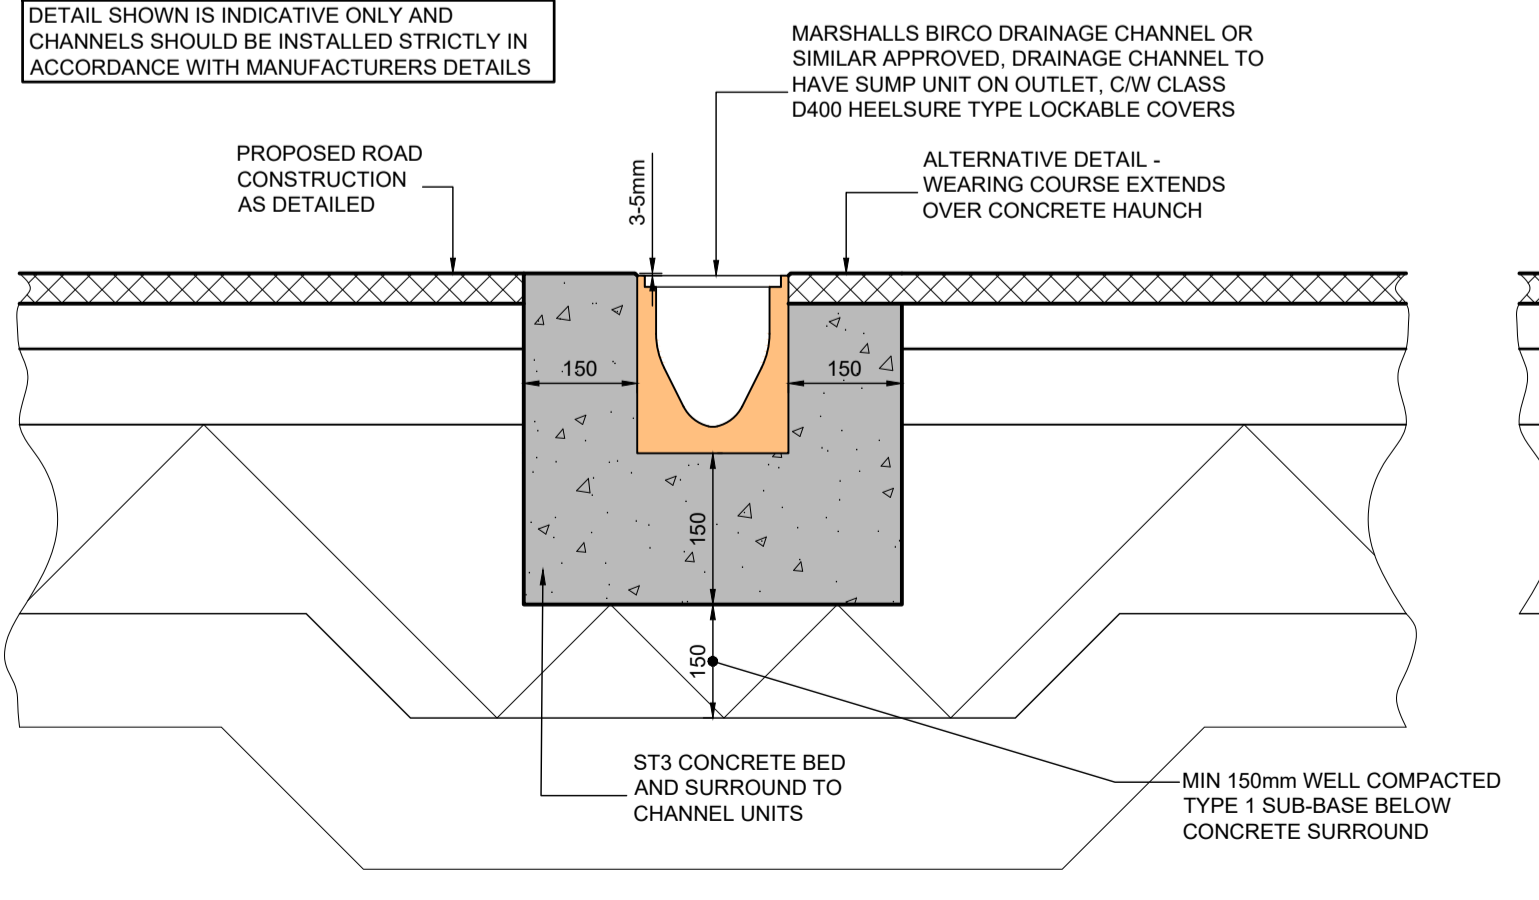 DETAIL SHOWN IS INDICATIVE ONLY AND
CHANNELS SHOULD BE INSTALLED STRICTLY IN
ACCORDANCE WITH MANUFACTURERS DETAILS
MARSHALLS BIRCO DRAINAGE CHANNEL OR
SIMILAR APPROVED, DRAINAGE CHANNEL TO
HAVE SUMP UNIT ON OUTLET, C/W CLASS
D400 HEELSURE TYPE LOCKABLE COVERS
PROPOSED ROAD
CONSTRUCTION
AS DETAILED
3-5mm
ALTERNATIVE DETAIL -
WEARING COURSE EXTENDS
OVER CONCRETE HAUNCH
150
150
150
150
ST3 CONCRETE BED
AND SURROUND TO
CHANNEL UNITS
MIN 150mm WELL COMPACTED
TYPE 1 SUB-BASE BELOW
CONCRETE SURROUND